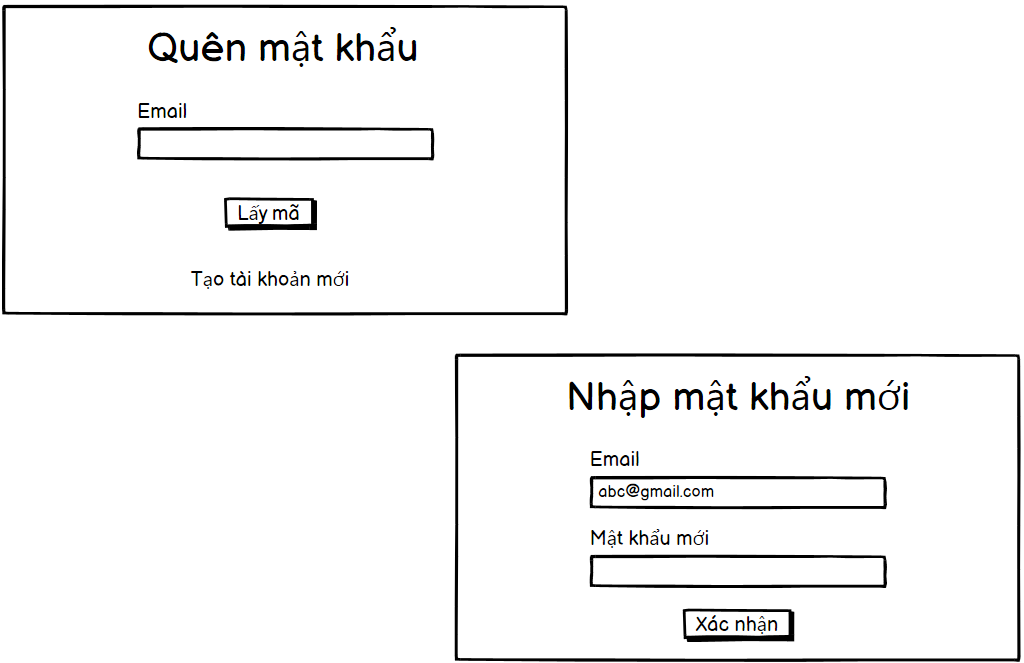 Quên mật khẩu
Email
Lấy mã
Tạo tài khoản mới
Nhập mật khẩu mới
Email
abc@gmail.com
Mật khẩu mới
Xác nhận